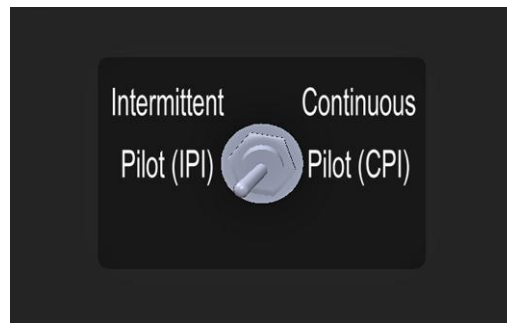 Intermittent
Pilot (IPI)
Continuous
Pilot (CPI)